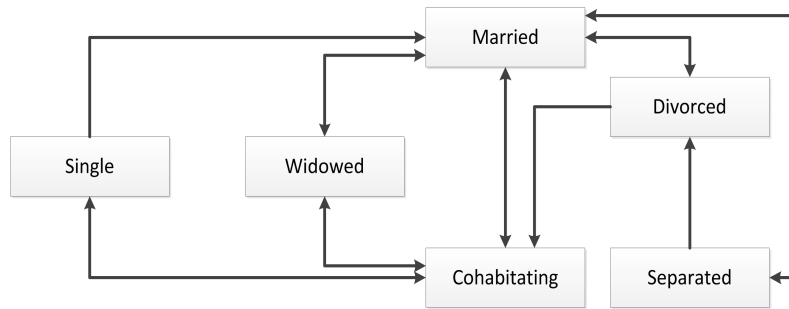 Married
Divorced
Single
Widowed
Cohabitating
Separated